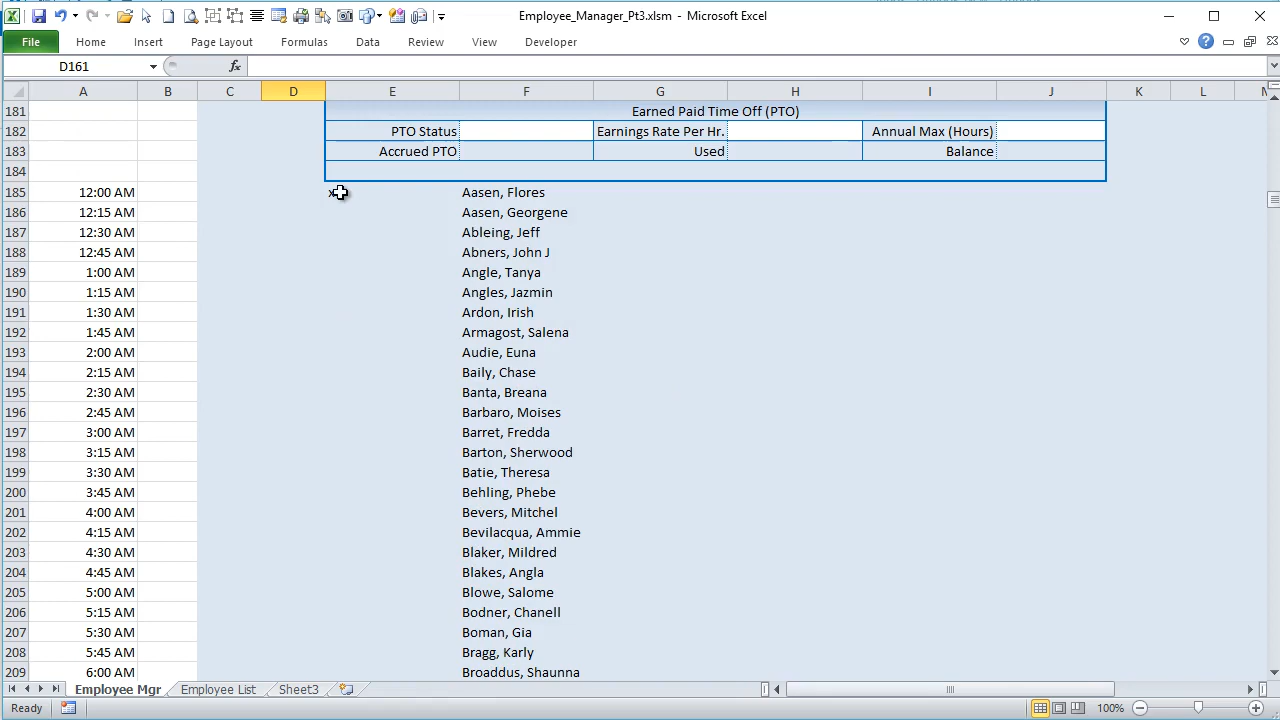 Employee_Manager_Pt3.xlsm - Microsoft Excel
File Home Insert Page Layout Formulas Data Review View Developer
D161 fx
A B C D E F G H I J K L M
181 Earned Paid Time Off (PTO)
182 PTO Status Earnings Rate Per Hr. Annual Max (Hours)
183 Accrued PTO Used Balance
184
185 12:00 AM x Aasen, Flores
186 12:15 AM Aasen, Georgene
187 12:30 AM Ableing, Jeff
188 12:45 AM Abners, John J
189 1:00 AM Angle, Tanya
190 1:15 AM Angles, Jazmin
191 1:30 AM Ardon, Irish
192 1:45 AM Armagost, Salena
193 2:00 AM Audie, Euna
194 2:15 AM Baily, Chase
195 2:30 AM Banta, Breana
196 2:45 AM Barbaro, Moises
197 3:00 AM Barret, Fredda
198 3:15 AM Barton, Sherwood
199 3:30 AM Batie, Theresa
200 3:45 AM Behling, Phebe
201 4:00 AM Bevers, Mitchel
202 4:15 AM Bevilacqua, Ammie
203 4:30 AM Blaker, Mildred
204 4:45 AM Blakes, Angla
205 5:00 AM Blowe, Salome
206 5:15 AM Bodner, Chanell
207 5:30 AM Boman, Gia
208 5:45 AM Bragg, Karly
209 6:00 AM Broaddus, Shaunna
Employee Mgr Employee List Sheet3
Ready 100%